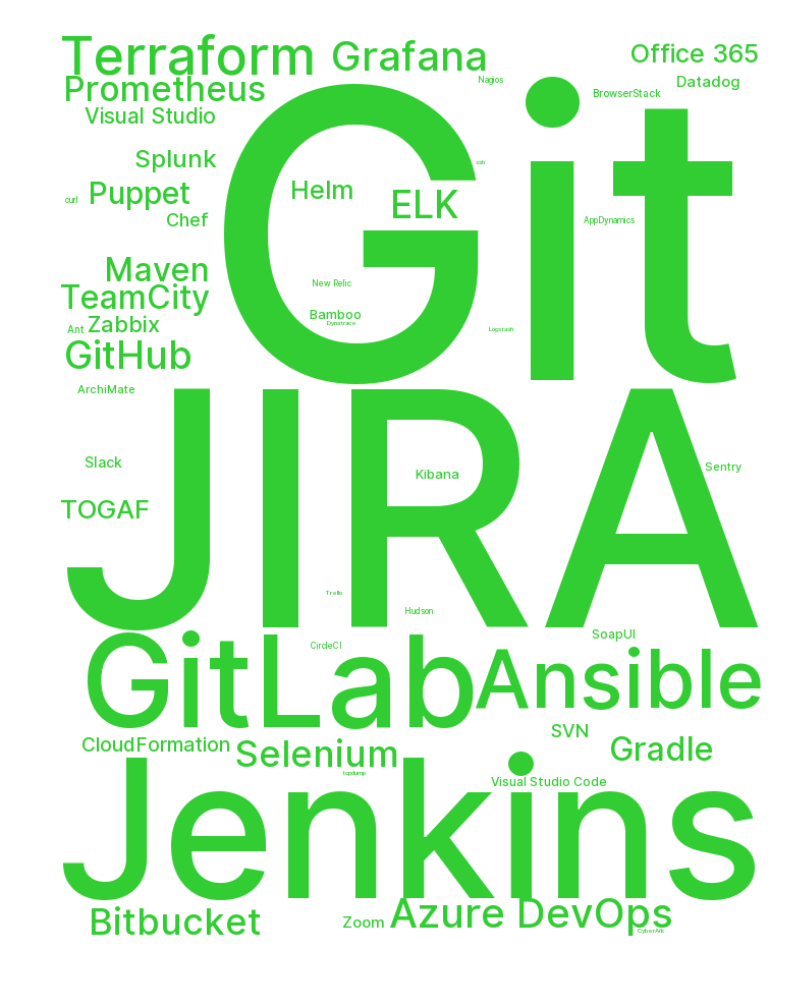 Terraform
Grafana
Office 365
Prometheus
Nagios
Datadog
BrowserStack
Visual Studio
Git
Splunk
ssh
Helm
Puppet
curl
ELK
Chef
AppDynamics
Maven
New Relic
TeamCity
Bamboo
Zabbix
Dynatrace
Ant
Logstash
GitHub
ArchiMate
JIRA
Slack
Sentry
Kibana
TOGAF
Trello
Hudson
SoapUI
CircleCI
GitLab
Ansible
SVN
CloudFormation
Selenium
Gradle
tcpdump
Visual Studio Code
Jenkins
Bitbucket
Zoom
Azure DevOps
CyberArk